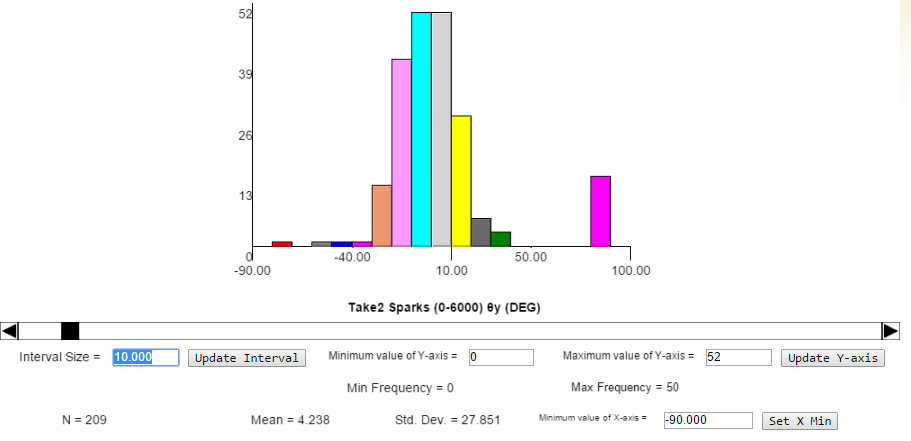 52
39
26
13
0
-90.00 -40.00 10.00 50.00 100.00
Take2 Sparks (0-6000) θy (DEG)
Interval Size = 10.000 Update Interval Minimum value of Y-axis = 0 Maximum value of Y-axis = 52 Update Y-axis
Min Frequency = 0 Max Frequency = 50
N = 209 Mean = 4.238 Std. Dev. = 27.851 Minimum value of X-axis = -90.000 Set X Min